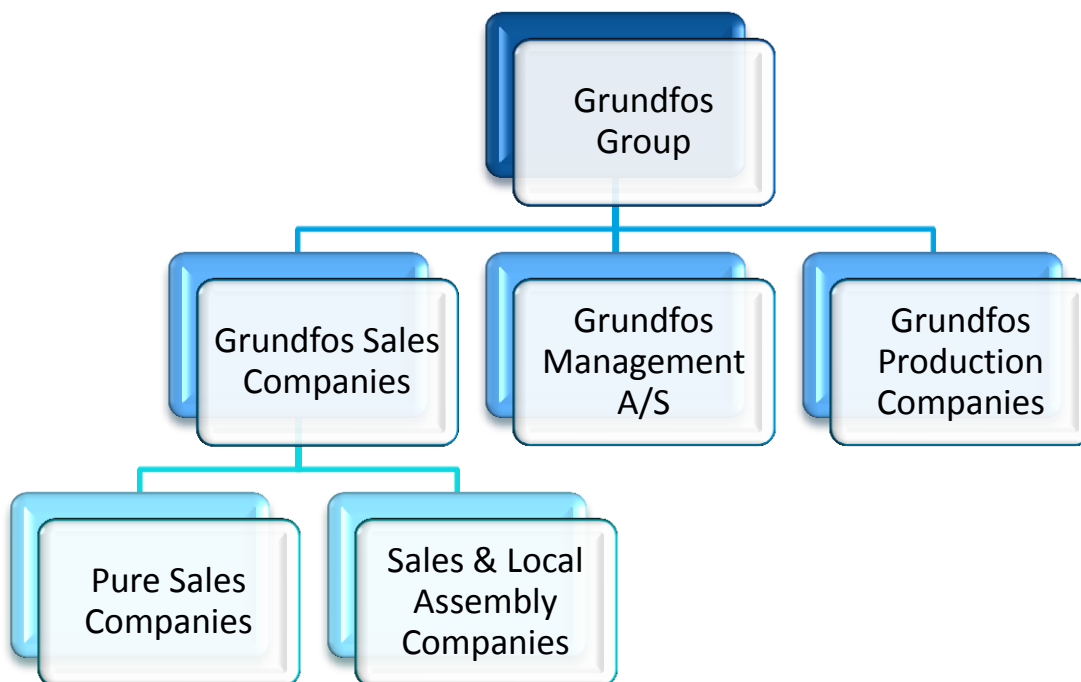 Grundfos
Group
Grundfos Sales
Companies
Grundfos
Management
A/S
Grundfos
Production
Companies
Pure Sales
Companies
Sales & Local
Assembly
Companies